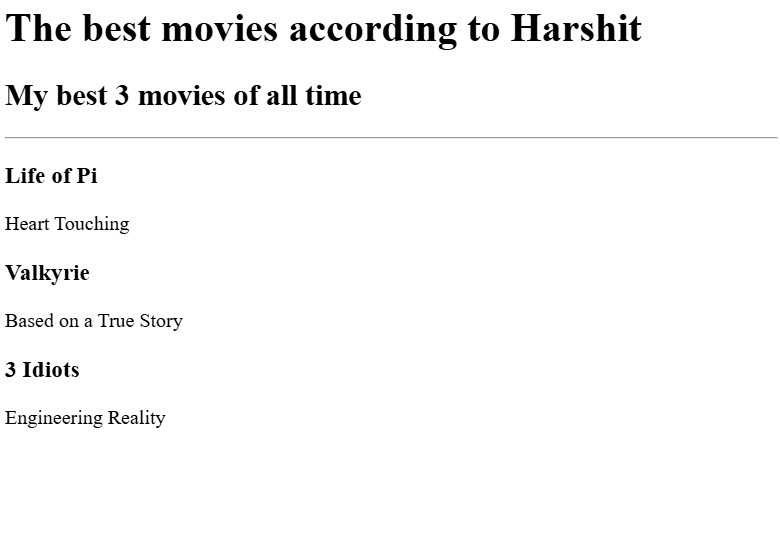 The best movies according to Harshit
My best 3 movies of all time
Life of Pi
Heart Touching
Valkyrie
Based on a True Story
3 Idiots
Engineering Reality